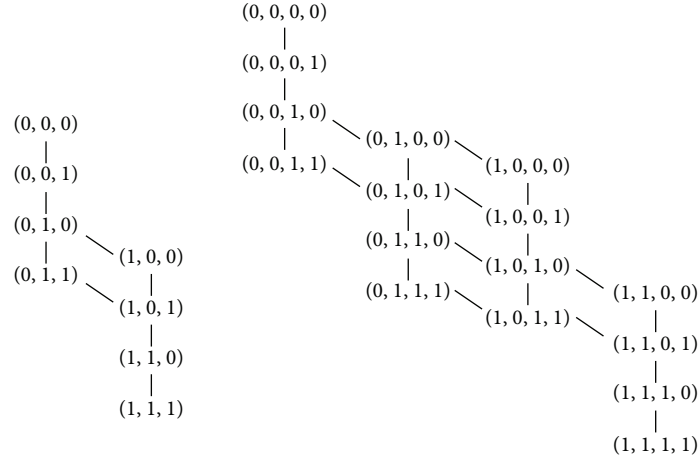 (0, 0, 0)
(0, 0, 1)
(0, 1, 0)
(0, 1, 1)
(1, 0, 0)
(1, 0, 1)
(1, 1, 0)
(1, 1, 1)
(0, 0, 0, 0)
(0, 0, 0, 1)
(0, 0, 1, 0)
(0, 0, 1, 1)
(0, 1, 0, 0)
(0, 1, 0, 1)
(0, 1, 1, 0)
(0, 1, 1, 1)
(1, 0, 0, 0)
(1, 0, 0, 1)
(1, 0, 1, 0)
(1, 0, 1, 1)
(1, 1, 0, 0)
(1, 1, 0, 1)
(1, 1, 1, 0)
(1, 1, 1, 1)